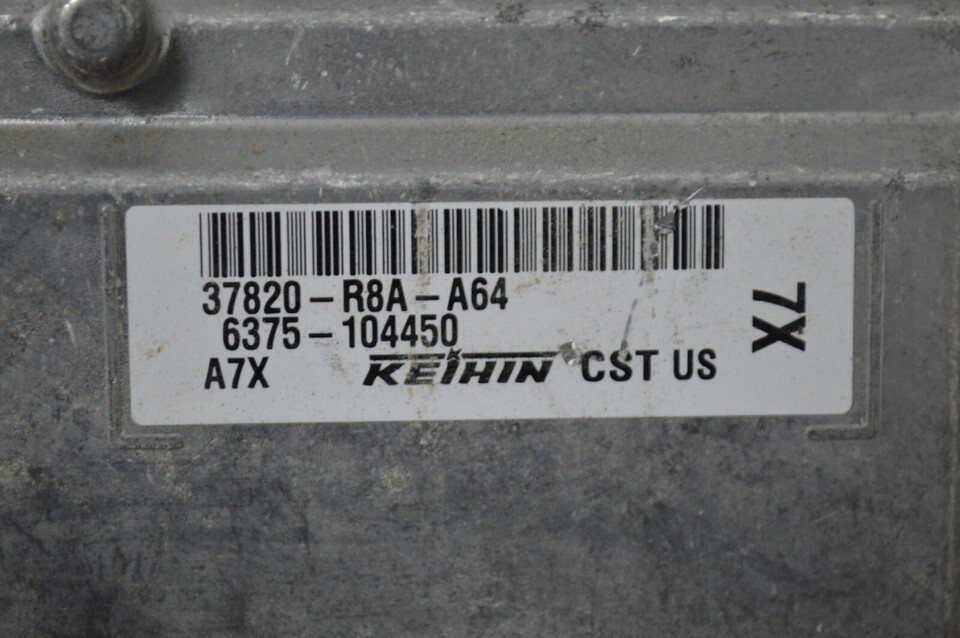 37820-R8A-A64
6375-104450
A7X KEIHIN CST US
7X